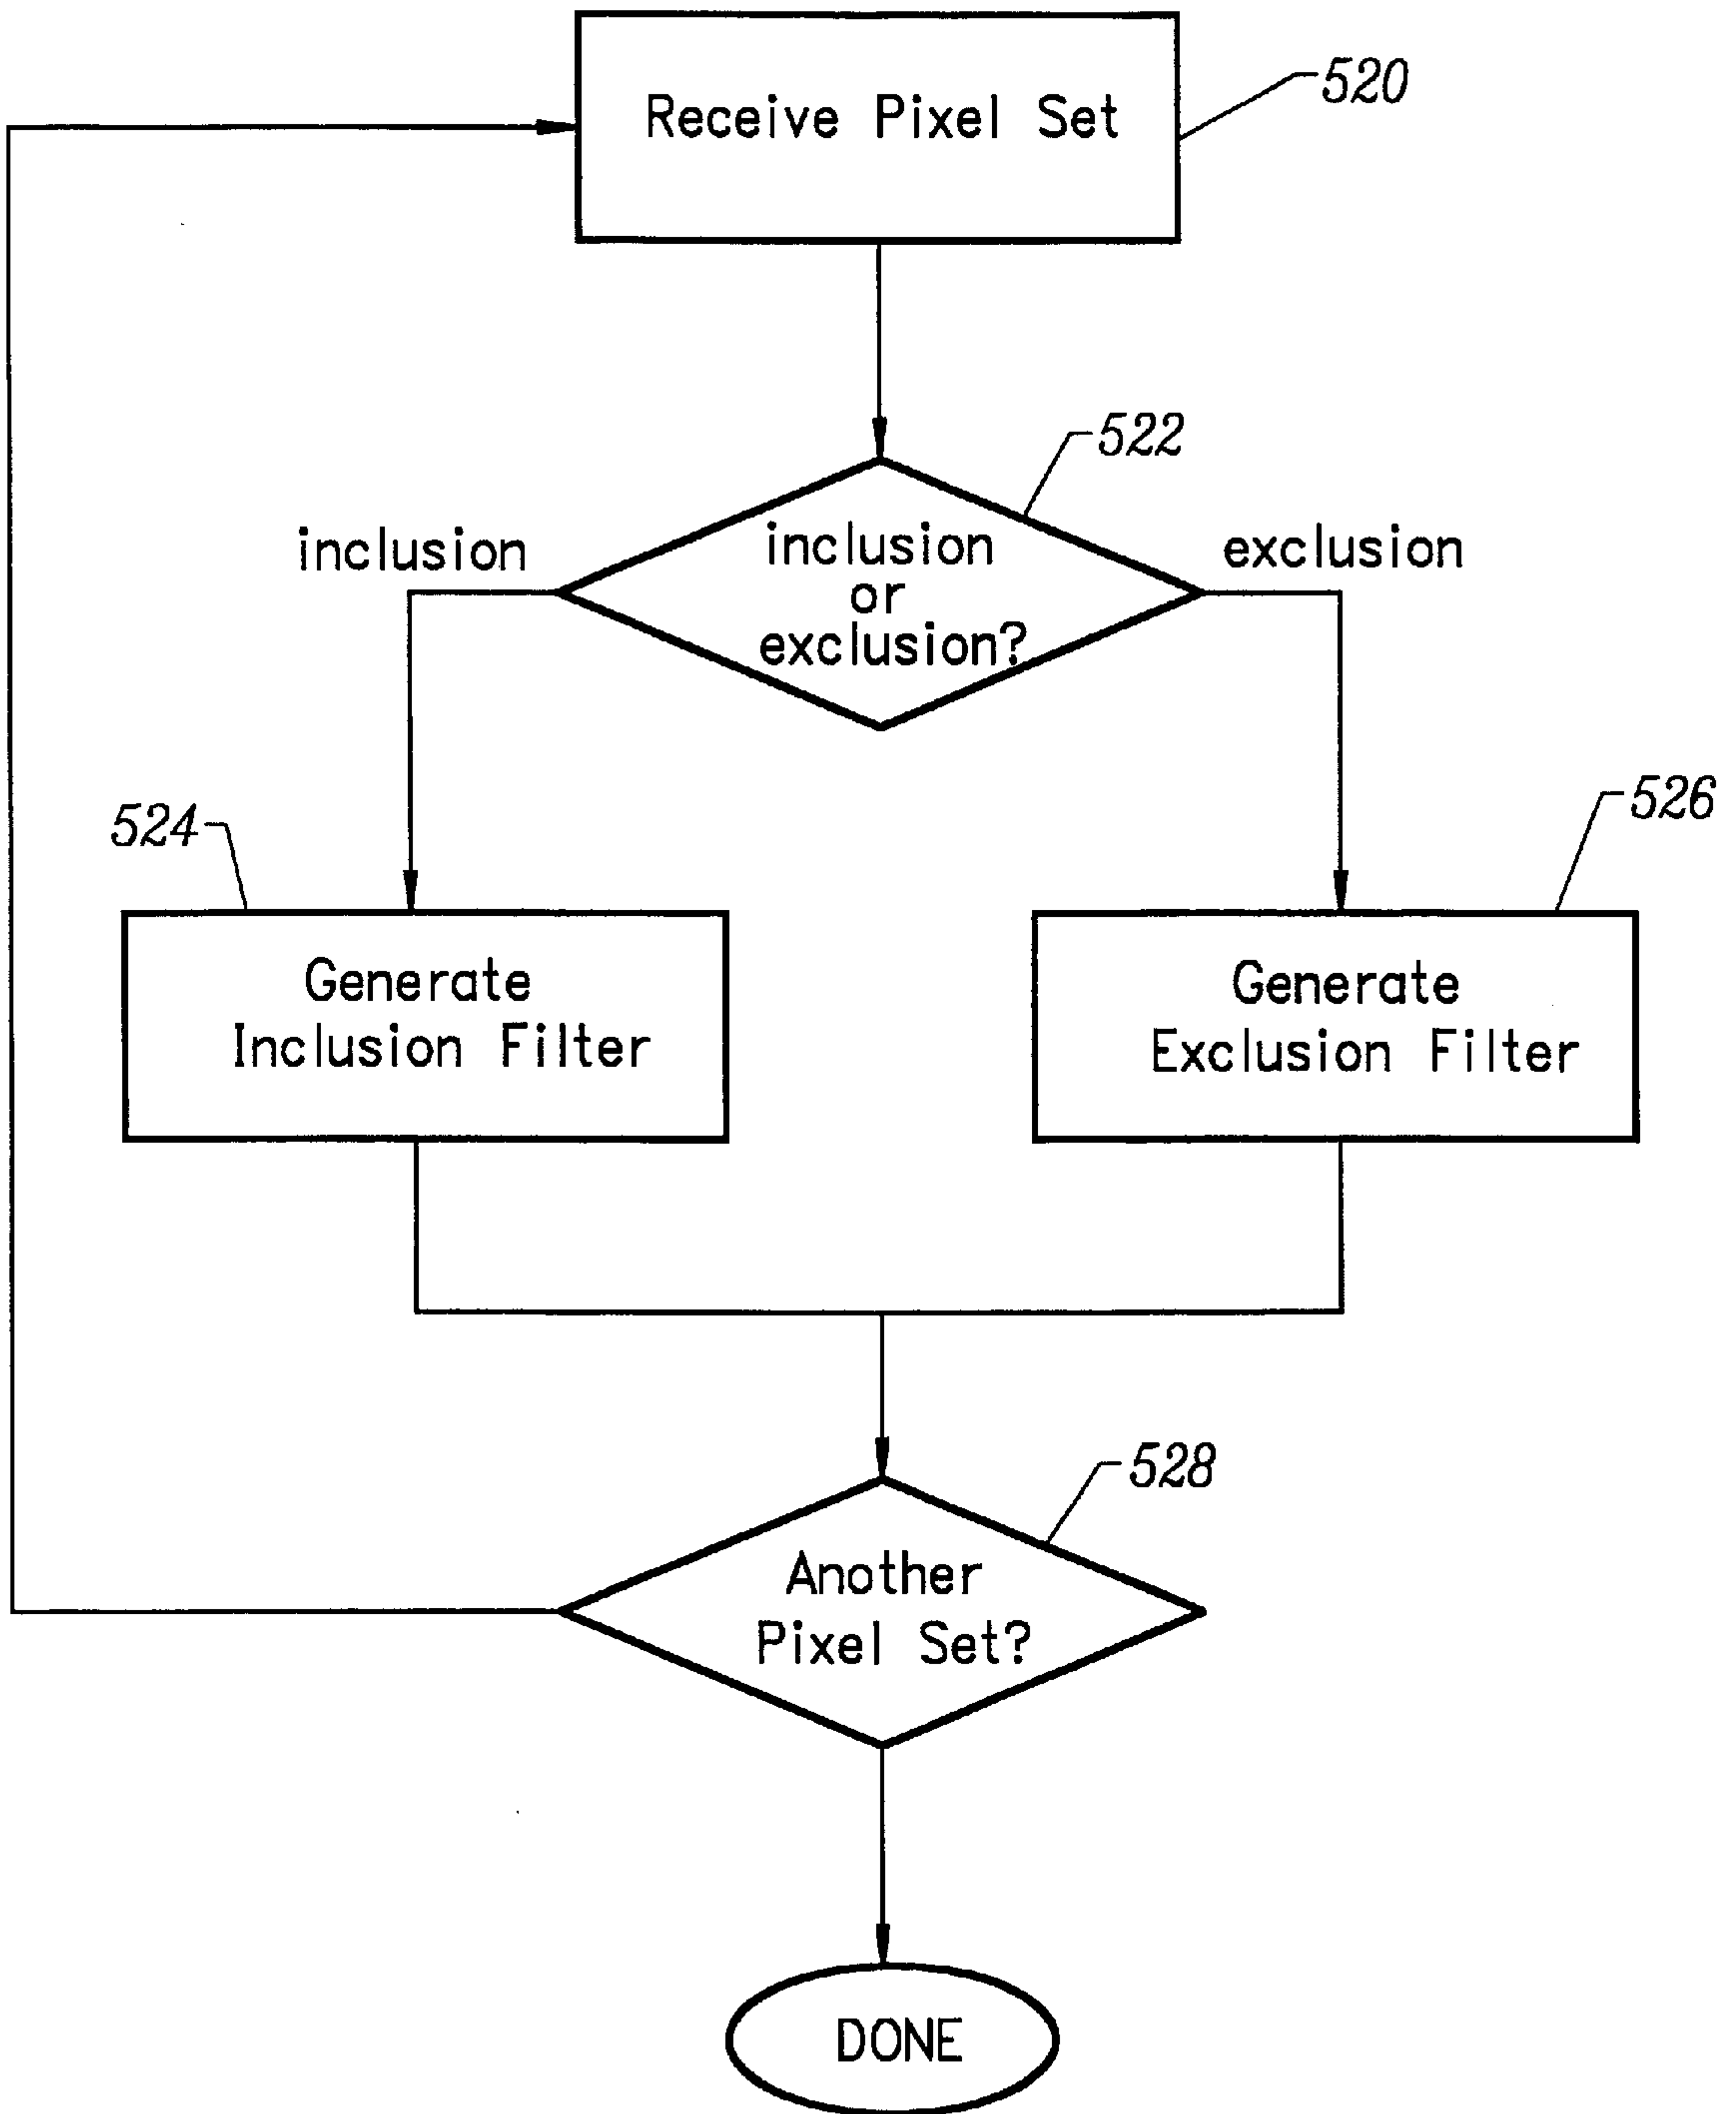 Receive Pixel Set
520
522
inclusion
inclusion
or
exclusion?
exclusion
524
526
Generate
Inclusion Filter
Generate
Exclusion Filter
528
Another
Pixel Set?
DONE